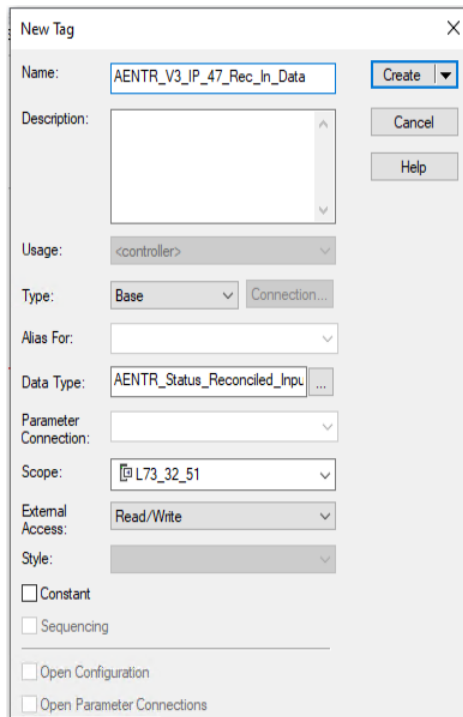 New Tag
Name: AENTR_V3_IP_47_Rec_In_Data Create
Description: Cancel
Help
Usage: <controller>
Type: Base Connection...
Alias For:
Data Type: AENTR_Status_Reconciled_Inpu ...
Parameter
Connection:
Scope: L73_32_51
External
Access: Read/Write
Style:
Constant
Sequencing
Open Configuration
Open Parameter Connections